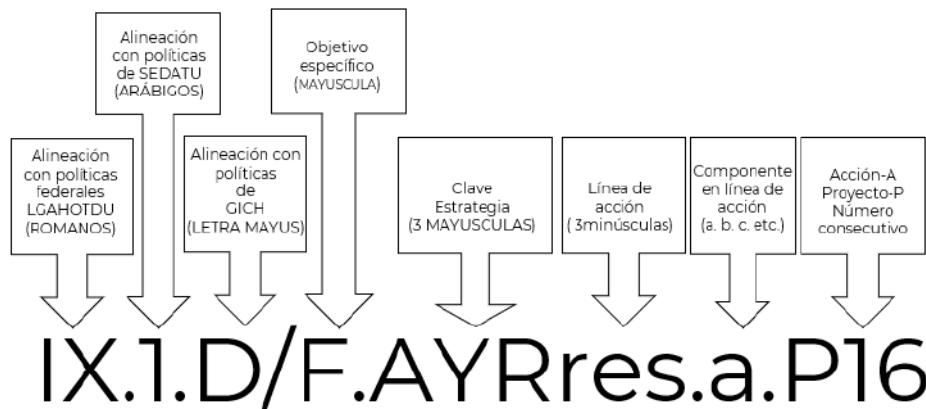 Alineación
con políticas
de SEDATU
(ARÁBIGOS)
Objetivo
específico
(MAYUSCULA)
Alineación
con políticas
federales
LGAHOTDU
(ROMANOS)
Alineación con
políticas
de
GICH
(LETRA MAYUS)
Clave
Estrategia
(3 MAYUSCULAS)
Línea de
acción
( 3minúsculas)
Componente
en línea de
acción
(a. b. c. etc.)
Acción-A
Proyecto-P
Número
consecutivo
IX.1.D/F.AYRres.a.P16